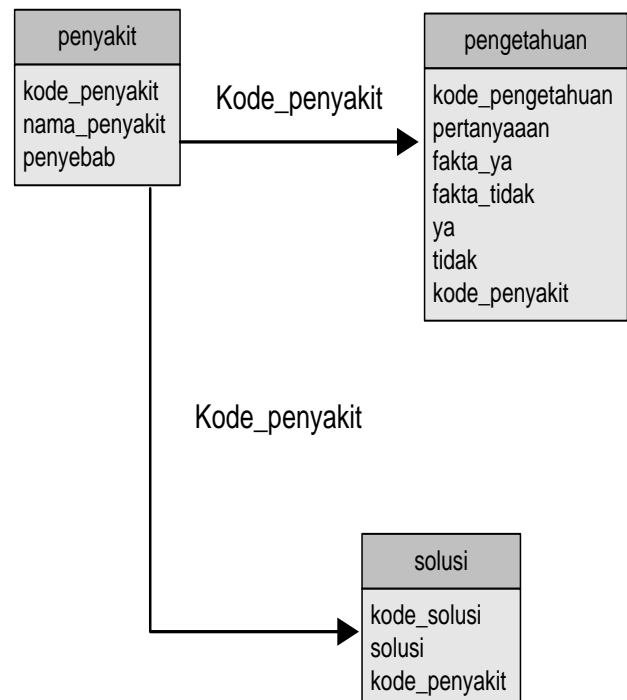 penyakit
kode_penyakit
nama_penyakit
penyebab
Kode_penyakit
pengetahuan
kode_pengetahuan
pertanyaaan
fakta_ya
fakta_tidak
ya
tidak
kode_penyakit
Kode_penyakit
solusi
kode_solusi
solusi
kode_penyakit